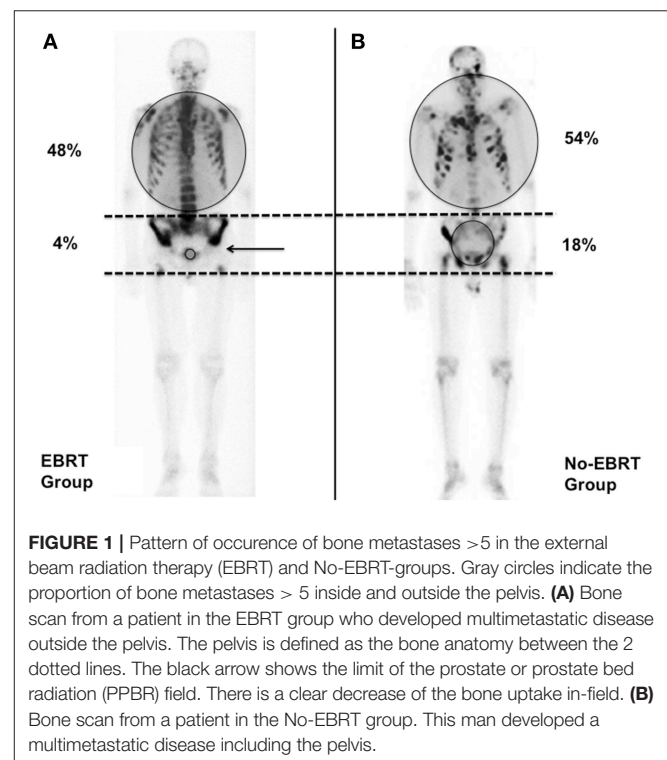 A
B
48%
54%
4%
18%
EBRT
Group
No-EBRT
Group
FIGURE 1 | Pattern of occurence of bone metastases >5 in the external
beam radiation therapy (EBRT) and No-EBRT-groups. Gray circles indicate the
proportion of bone metastases > 5 inside and outside the pelvis. (A) Bone
scan from a patient in the EBRT group who developed multimetastatic disease
outside the pelvis. The pelvis is defined as the bone anatomy between the 2
dotted lines. The black arrow shows the limit of the prostate or prostate bed
radiation (PPBR) field. There is a clear decrease of the bone uptake in-field. (B)
Bone scan from a patient in the No-EBRT group. This man developed a
multimetastatic disease including the pelvis.